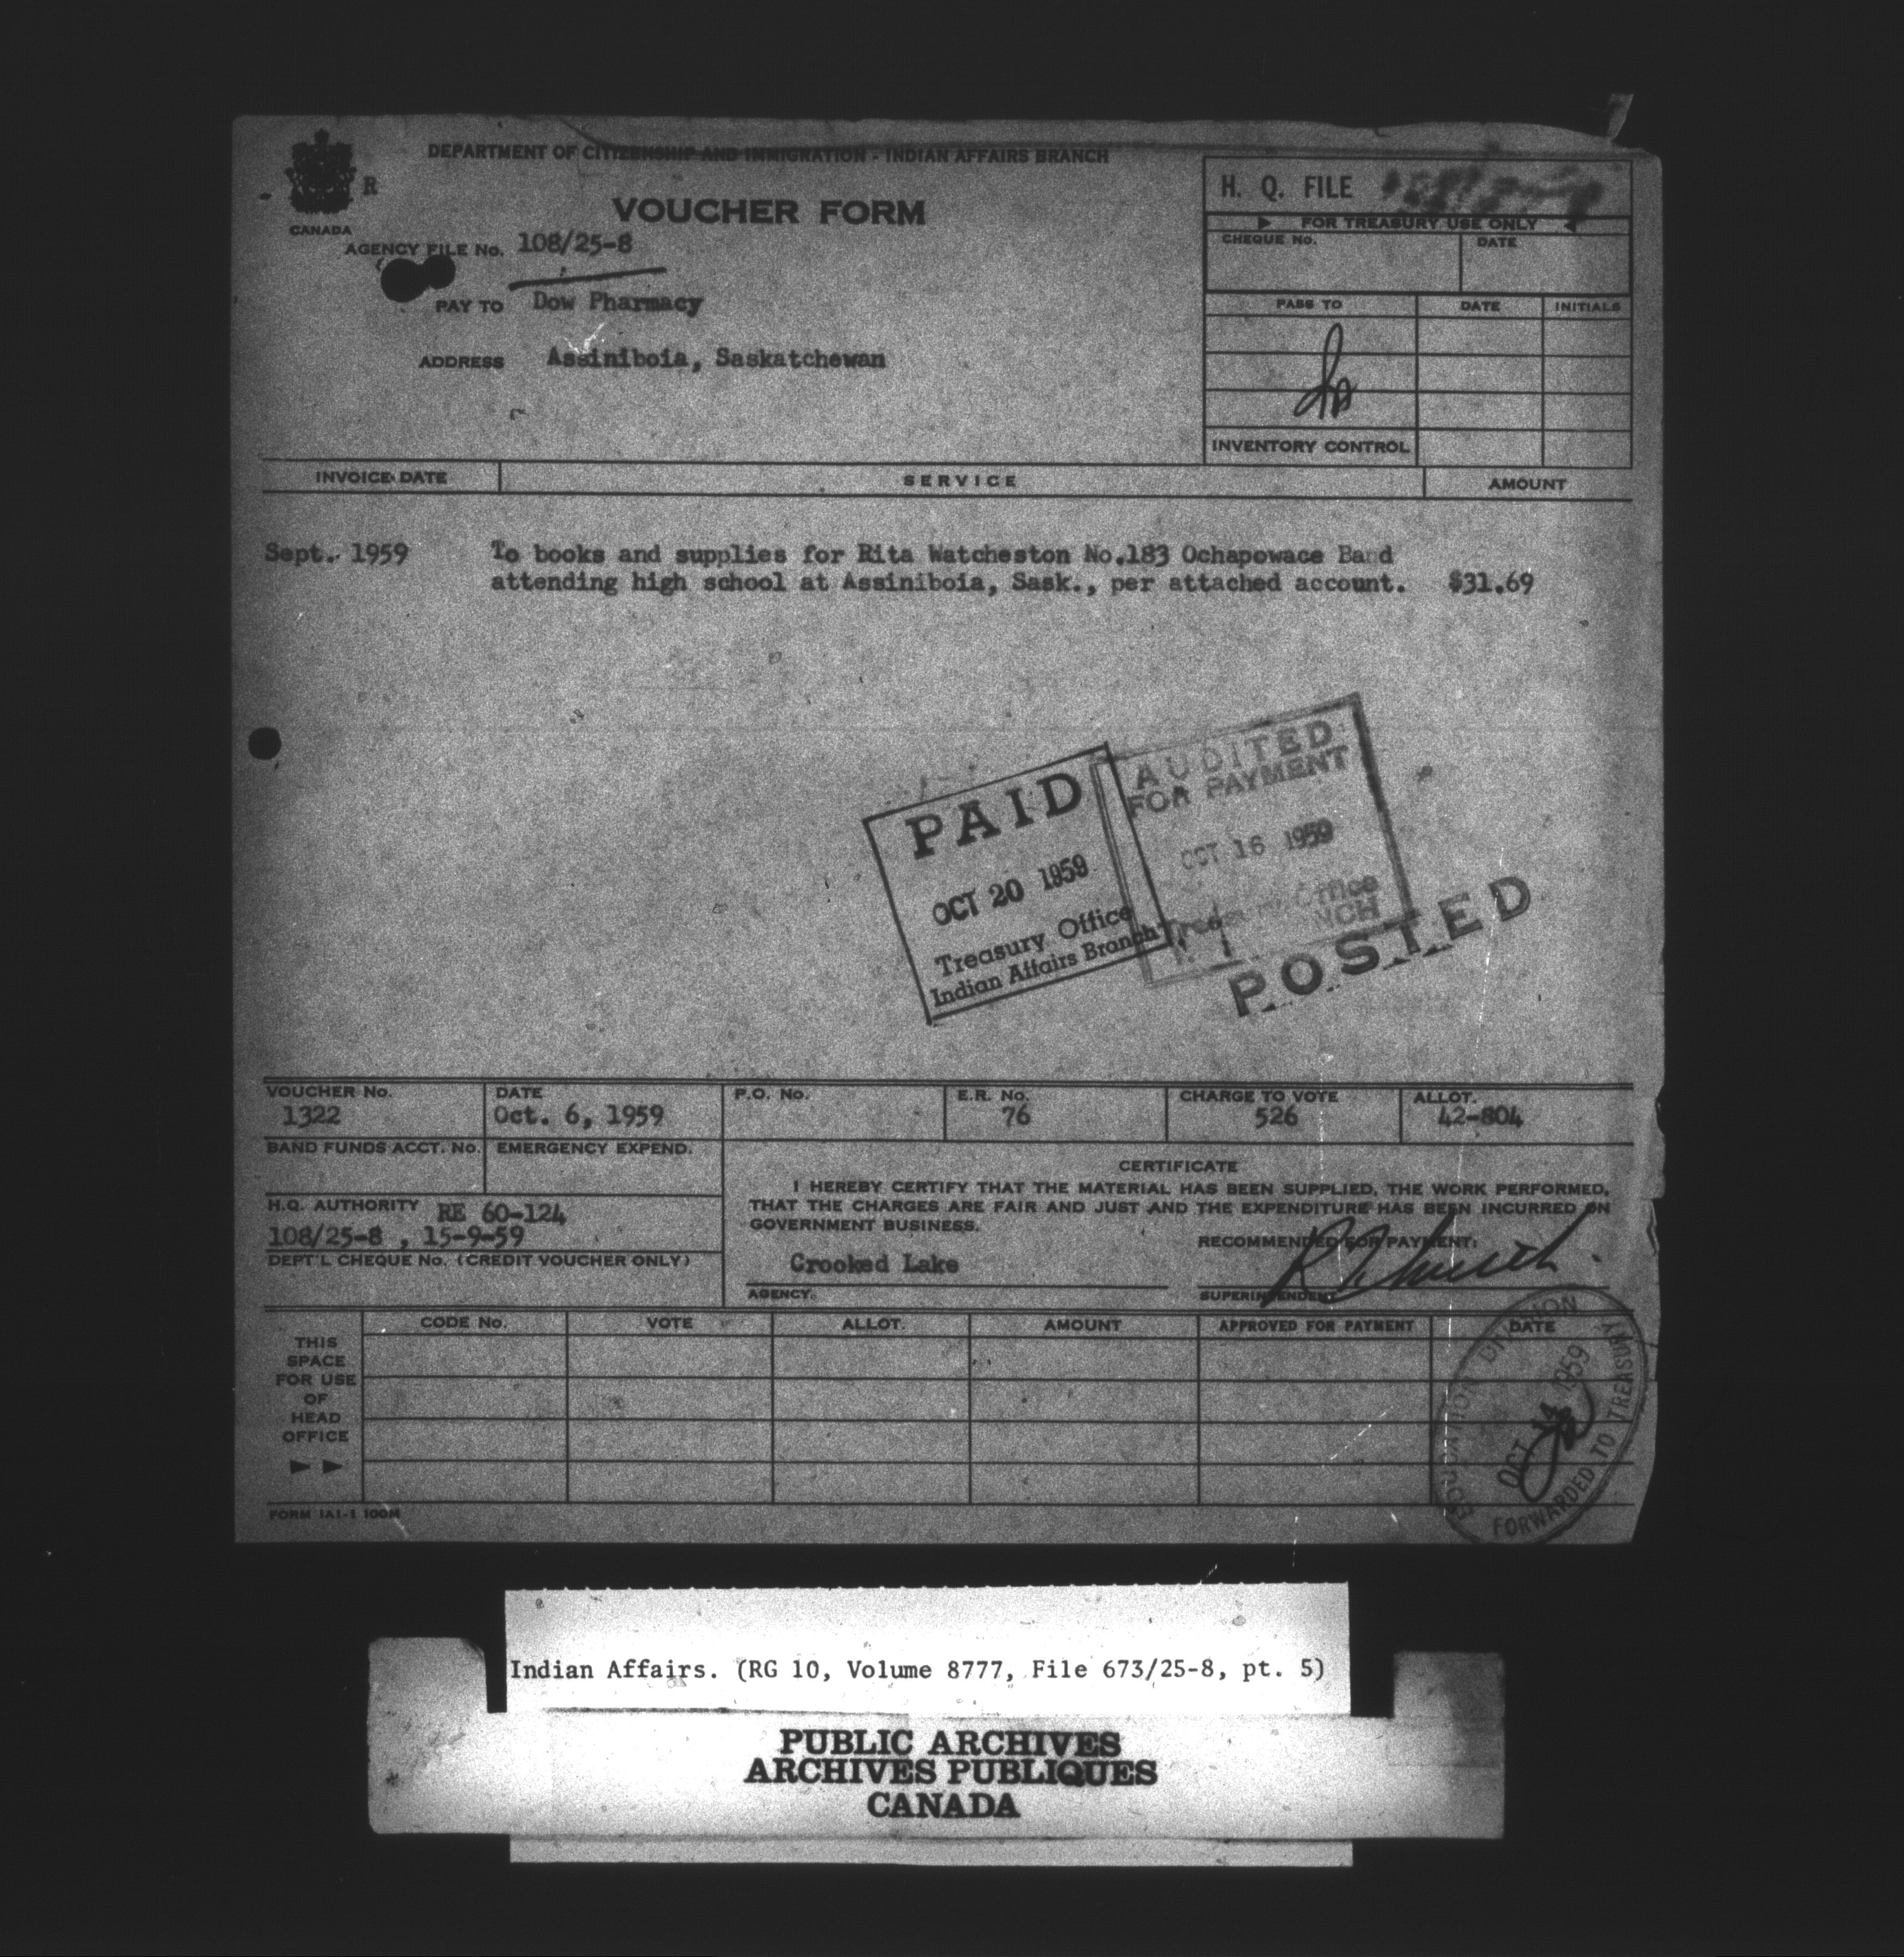 DEPARTMENT OF CITIZENSHIP AND IMMIGRATION - INDIAN AFFAIRS BRANCH
R
CANADA
VOUCHER FORM
H. Q. FILE
FOR TREASURY USE ONLY
CHEQUE No. DATE
AGENCY FILE No. 108/25-8
PAY TO Dow Pharmacy
ADDRESS Assiniboia, Saskatchewan
PASS TO DATE INITIALS
INVENTORY CONTROL
INVOICE DATE SERVICE AMOUNT
Sept. 1959 To books and supplies for Rita Watcheston No.183 Ochapowace Band
attending high school at Assiniboia, Sask., per attached account. $31.69
PAID
OCT 20 1959
Treasury Office
Indian Affairs Branch
AUDITED
FOR PAYMENT
OCT 16 1959
Treasury Office
POSTED
VOUCHER No. DATE P.O. No. E.R. No. CHARGE TO VOTE ALLOT.
1322 Oct. 6, 1959 76 526 42-804
BAND FUNDS ACCT. No. EMERGENCY EXPEND.
H.Q. AUTHORITY RE 60-124
108/25-8 , 15-9-59
DEPT'L CHEQUE No. (CREDIT VOUCHER ONLY)
CERTIFICATE
I HEREBY CERTIFY THAT THE MATERIAL HAS BEEN SUPPLIED, THE WORK PERFORMED,
THAT THE CHARGES ARE FAIR AND JUST AND THE EXPENDITURE HAS BEEN INCURRED ON
GOVERNMENT BUSINESS.
RECOMMENDED FOR PAYMENT:
Crooked Lake
AGENCY.
SUPERINTENDENT
THIS
SPACE
FOR USE
OF
HEAD
OFFICE
CODE No. VOTE ALLOT. AMOUNT APPROVED FOR PAYMENT DATE
EDUCATION DIVISION
OCT 14 1959
FORWARDED TO TREASURY
FORM IA1-1 100M
Indian Affairs. (RG 10, Volume 8777, File 673/25-8, pt. 5)
PUBLIC ARCHIVES
ARCHIVES PUBLIQUES
CANADA